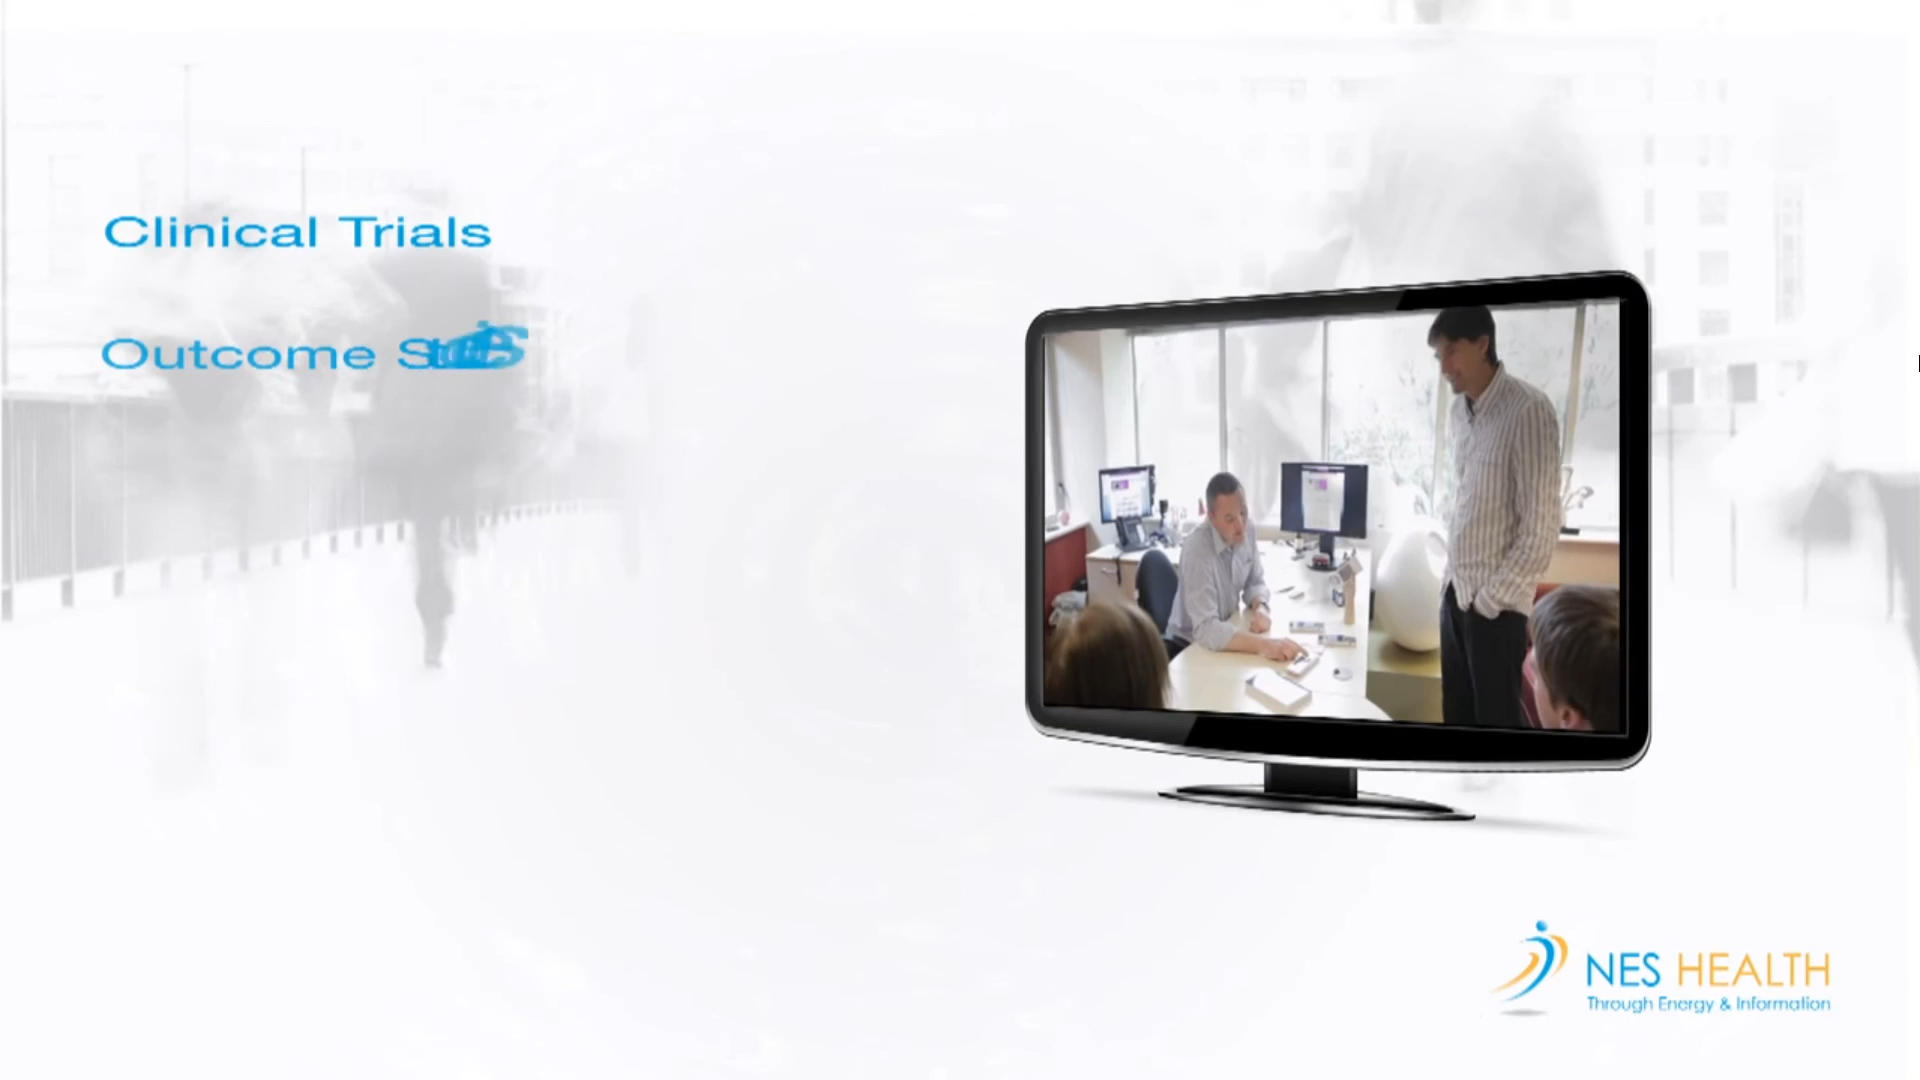 Clinical Trials
Outcome
NES HEALTH
Through Energy & Information